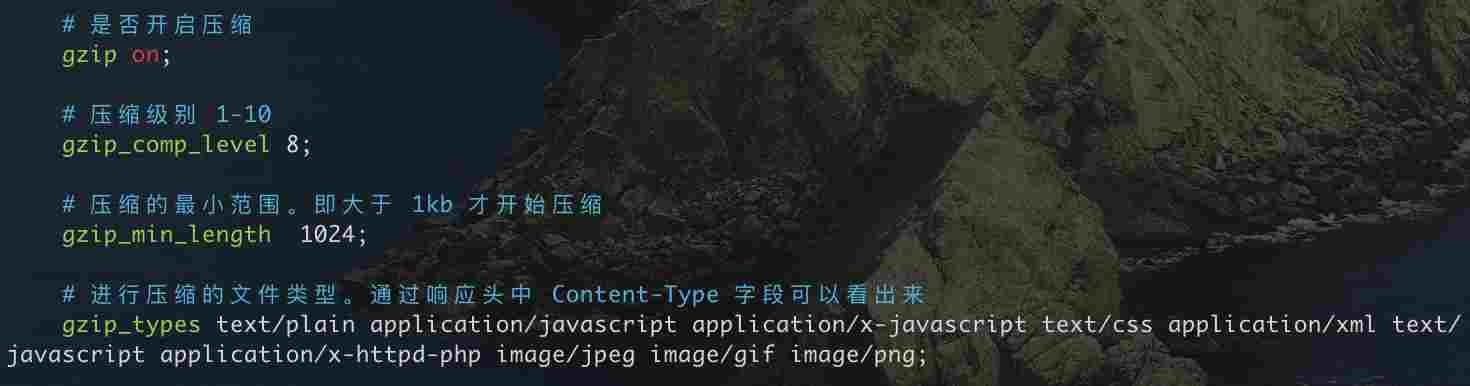 # 是否开启压缩
gzip on;
# 压缩级别 1-10
gzip_comp_level 8;
# 压缩的最小范围。即大于 1kb 才开始压缩
gzip_min_length  1024;
# 进行压缩的文件类型。通过响应头中 Content-Type 字段可以看出来
gzip_types text/plain application/javascript application/x-javascript text/css application/xml text/
javascript application/x-httpd-php image/jpeg image/gif image/png;